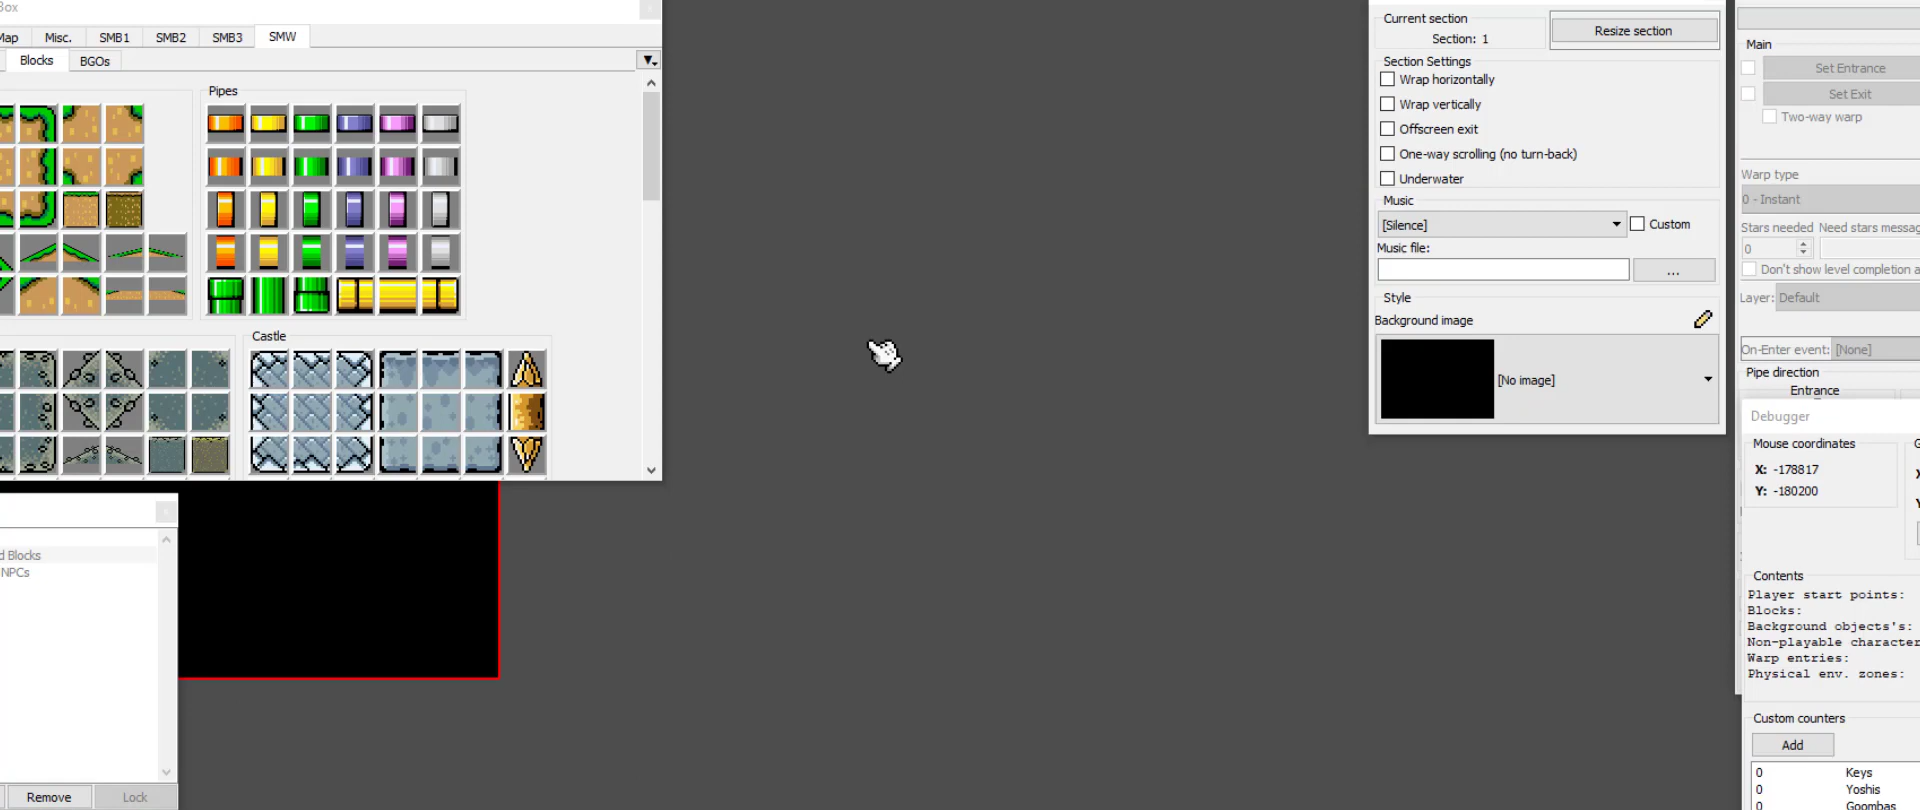 Box
Map Misc. SMB1 SMB2 SMB3 SMW
Blocks BGOs
Pipes
Castle
d Blocks
NPCs
Remove Lock
Current section
Section: 1
Resize section
Section Settings
Wrap horizontally
Wrap vertically
Offscreen exit
One-way scrolling (no turn-back)
Underwater
Music
[Silence] Custom
Music file:
...
Style
Background image
[No image]
Main
Set Entrance
Set Exit
Two-way warp
Warp type
0 - Instant
Stars needed Need stars messag
0
Don't show level completion a
Layer: Default
On-Enter event: [None]
Pipe direction
Entrance
Debugger
Mouse coordinates G
X: -178817 X
Y: -180200 Y
Contents
Player start points:
Blocks:
Background objects's:
Non-playable character
Warp entries:
Physical env. zones:
Custom counters
Add
0 Keys
0 Yoshis
0 Goombas